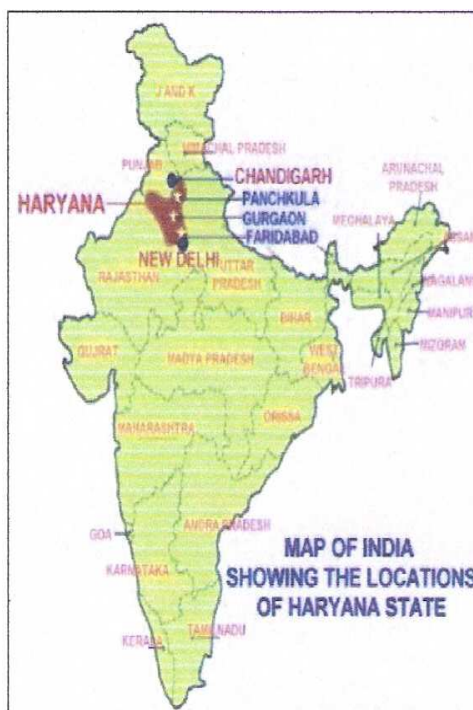 J AND K
HIMACHAL PRADESH
PUNJAB
CHANDIGARH
ARUNACHAL
PRADESH
PANCHKULA
HARYANA
GURGAON
MEGHALAYA
FARIDABAD
NEW DELHI
RAJASTHAN
UTTAR
PRADESH
NAGALAND
BIHAR
MANIPUR
GUJRAT
MADYA PRADESH
WEST
BENGAL
MIZORAM
TRIPURA
ORISSA
MAHARASHTRA
ANDRA PRADESH
GOA
MAP OF INDIA
SHOWING THE LOCATIONS
OF HARYANA STATE
KARNATAKA
KERALA